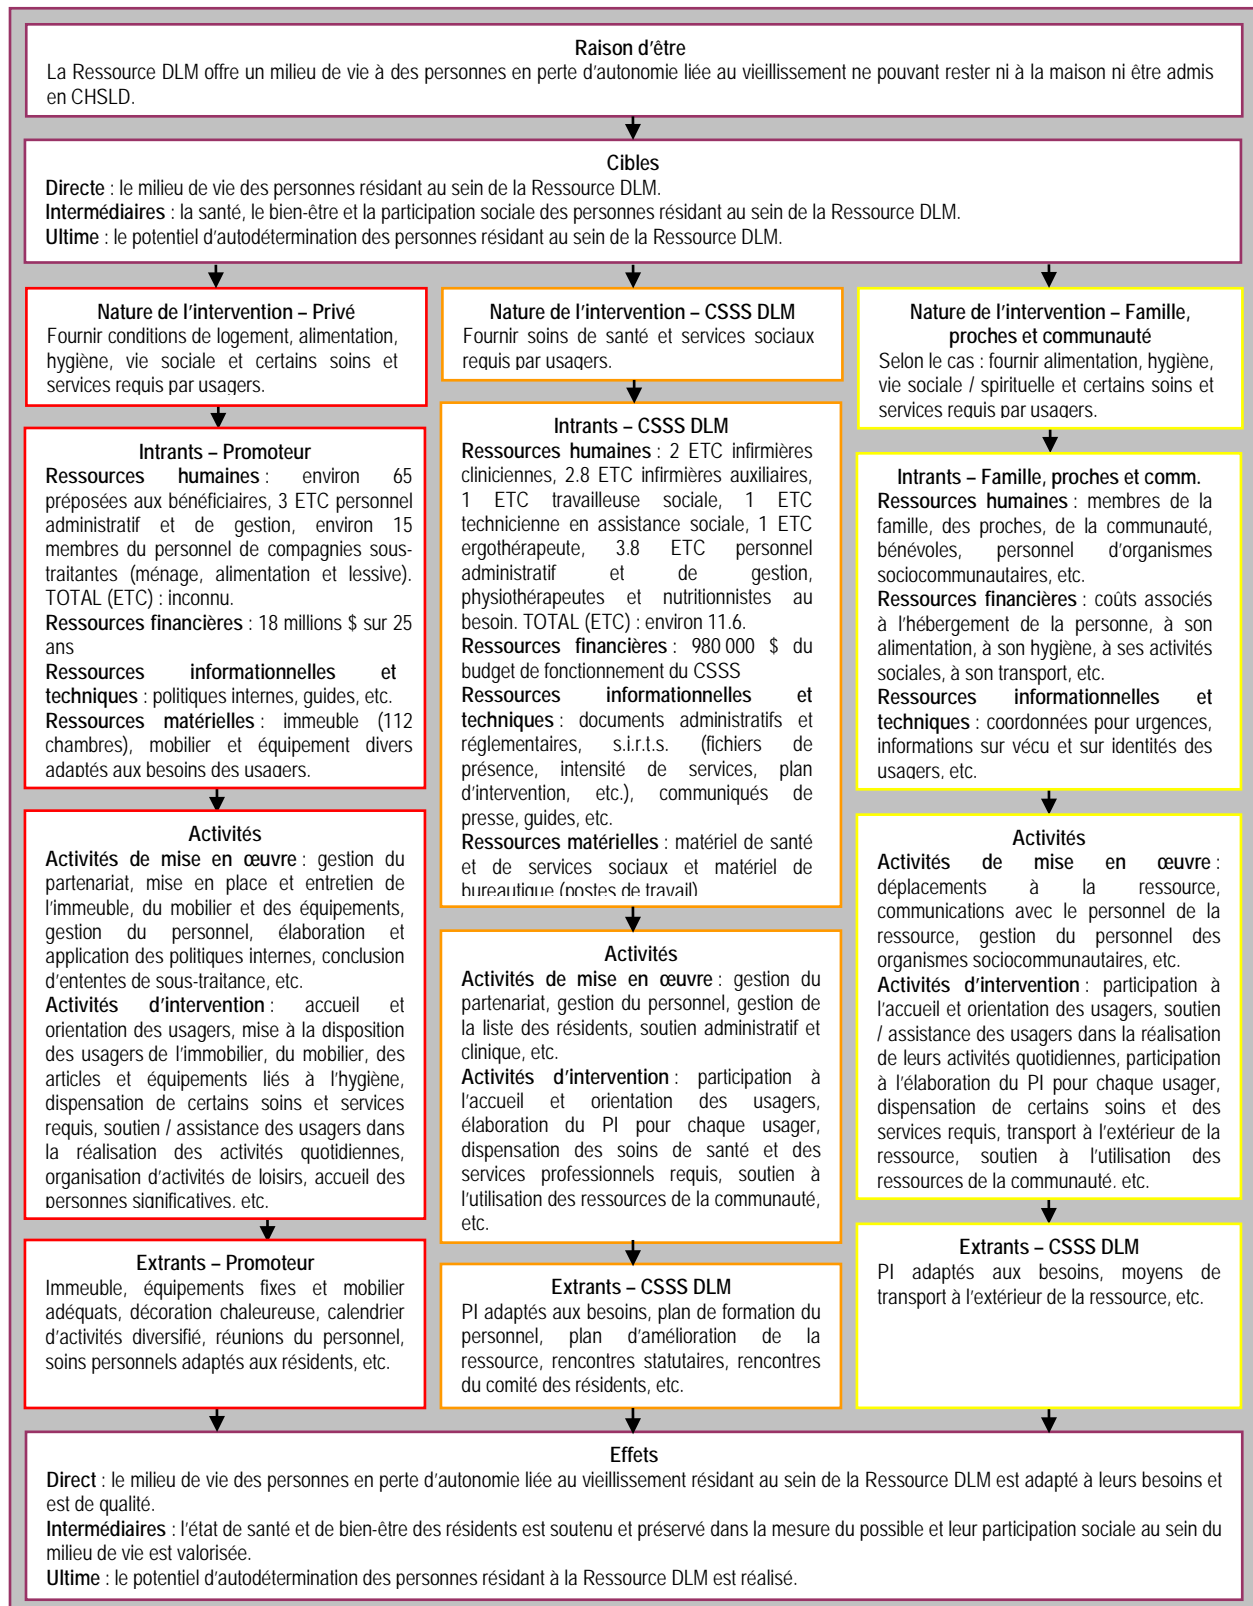 Raison d'être
La Ressource DLM offre un milieu de vie à des personnes en perte d'autonomie liée au vieillissement ne pouvant rester ni à la maison ni être admis
en CHSLD.
Cibles
Directe : le milieu de vie des personnes résidant au sein de la Ressource DLM.
Intermédiaires : la santé, le bien-être et la participation sociale des personnes résidant au sein de la Ressource DLM.
Ultime : le potentiel d'autodétermination des personnes résidant au sein de la Ressource DLM.
Nature de l'intervention – Privé
Fournir conditions de logement, alimentation,
hygiène, vie sociale et certains soins et
services requis par usagers.
Intrants – Promoteur
Ressources humaines : environ 65
préposées aux bénéficiaires, 3 ETC personnel
administratif et de gestion, environ 15
membres du personnel de compagnies sous-
traitantes (ménage, alimentation et lessive).
TOTAL (ETC) : inconnu.
Ressources financières : 18 millions $ sur 25
ans
Ressources informationnelles et
techniques : politiques internes, guides, etc.
Ressources matérielles : immeuble (112
chambres), mobilier et équipement divers
adaptés aux besoins des usagers.
Activités
Activités de mise en œuvre : gestion du
partenariat, mise en place et entretien de
l'immeuble, du mobilier et des équipements,
gestion du personnel, élaboration et
application des politiques internes, conclusion
d'ententes de sous-traitance, etc.
Activités d'intervention : accueil et
orientation des usagers, mise à la disposition
des usagers de l'immobilier, du mobilier, des
articles et équipements liés à l'hygiène,
dispensation de certains soins et services
requis, soutien / assistance des usagers dans
la réalisation des activités quotidiennes,
organisation d'activités de loisirs, accueil des
personnes significatives, etc.
Extrants – Promoteur
Immeuble, équipements fixes et mobilier
adéquats, décoration chaleureuse, calendrier
d'activités diversifié, réunions du personnel,
soins personnels adaptés aux résidents, etc.
Nature de l'intervention – CSSS DLM
Fournir soins de santé et services sociaux
requis par usagers.
Intrants – CSSS DLM
Ressources humaines : 2 ETC infirmières
cliniciennes, 2.8 ETC infirmières auxiliaires,
1 ETC travailleuse sociale, 1 ETC
technicienne en assistance sociale, 1 ETC
ergothérapeute, 3.8 ETC personnel
administratif et de gestion,
physiothérapeutes et nutritionnistes au
besoin. TOTAL (ETC) : environ 11.6.
Ressources financières : 980 000 $ du
budget de fonctionnement du CSSS
Ressources informationnelles et
techniques : documents administratifs et
réglementaires, s.i.r.t.s. (fichiers de
présence, intensité de services, plan
d'intervention, etc.), communiqués de
presse, guides, etc.
Ressources matérielles : matériel de santé
et de services sociaux et matériel de
bureautique (postes de travail)
Activités
Activités de mise en œuvre : gestion du
partenariat, gestion du personnel, gestion de
la liste des résidents, soutien administratif et
clinique, etc.
Activités d'intervention : participation à
l'accueil et orientation des usagers,
élaboration du PI pour chaque usager,
dispensation des soins de santé et des
services professionnels requis, soutien à
l'utilisation des ressources de la communauté,
etc.
Extrants – CSSS DLM
PI adaptés aux besoins, plan de formation du
personnel, plan d'amélioration de la
ressource, rencontres statutaires, rencontres
du comité des résidents, etc.
Nature de l'intervention – Famille,
proches et communauté
Selon le cas : fournir alimentation, hygiène,
vie sociale / spirituelle et certains soins et
services requis par usagers.
Intrants – Famille, proches et comm.
Ressources humaines : membres de la
famille, des proches, de la communauté,
bénévoles, personnel d'organismes
sociocommunautaires, etc.
Ressources financières : coûts associés
à l'hébergement de la personne, à son
alimentation, à son hygiène, à ses activités
sociales, à son transport, etc.
Ressources informationnelles et
techniques : coordonnées pour urgences,
informations sur vécu et sur identités des
usagers, etc.
Activités
Activités de mise en œuvre :
déplacements à la ressource,
communications avec le personnel de la
ressource, gestion du personnel des
organismes sociocommunautaires, etc.
Activités d'intervention : participation à
l'accueil et orientation des usagers, soutien
/ assistance des usagers dans la réalisation
de leurs activités quotidiennes, participation
à l'élaboration du PI pour chaque usager,
dispensation de certains soins et des
services requis, transport à l'extérieur de la
ressource, soutien à l'utilisation des
ressources de la communauté, etc.
Extrants – CSSS DLM
PI adaptés aux besoins, moyens de
transport à l'extérieur de la ressource, etc.
Effets
Direct : le milieu de vie des personnes en perte d'autonomie liée au vieillissement résidant au sein de la Ressource DLM est adapté à leurs besoins et
est de qualité.
Intermédiaires : l'état de santé et de bien-être des résidents est soutenu et préservé dans la mesure du possible et leur participation sociale au sein du
milieu de vie est valorisée.
Ultime : le potentiel d'autodétermination des personnes résidant à la Ressource DLM est réalisé.